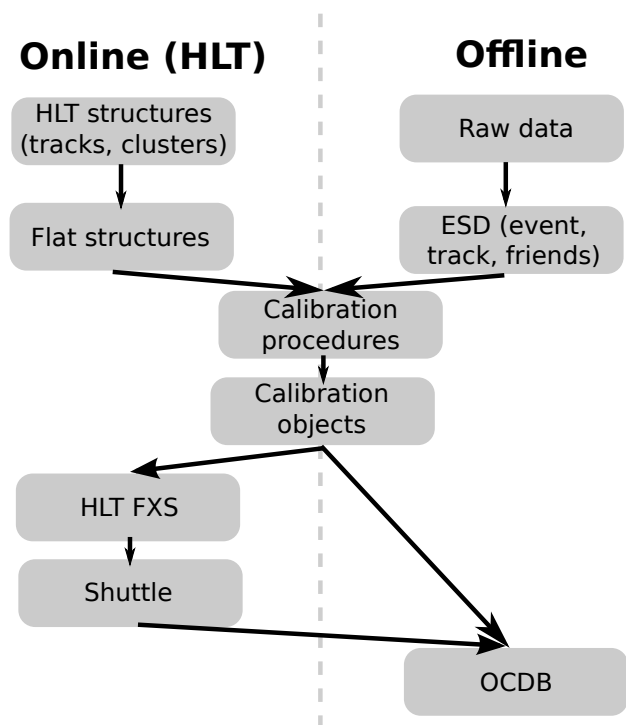 Online (HLT)
Offline
HLT structures
(tracks, clusters)
Raw data
Flat structures
ESD (event,
track, friends)
Calibration
procedures
Calibration
objects
HLT FXS
Shuttle
OCDB